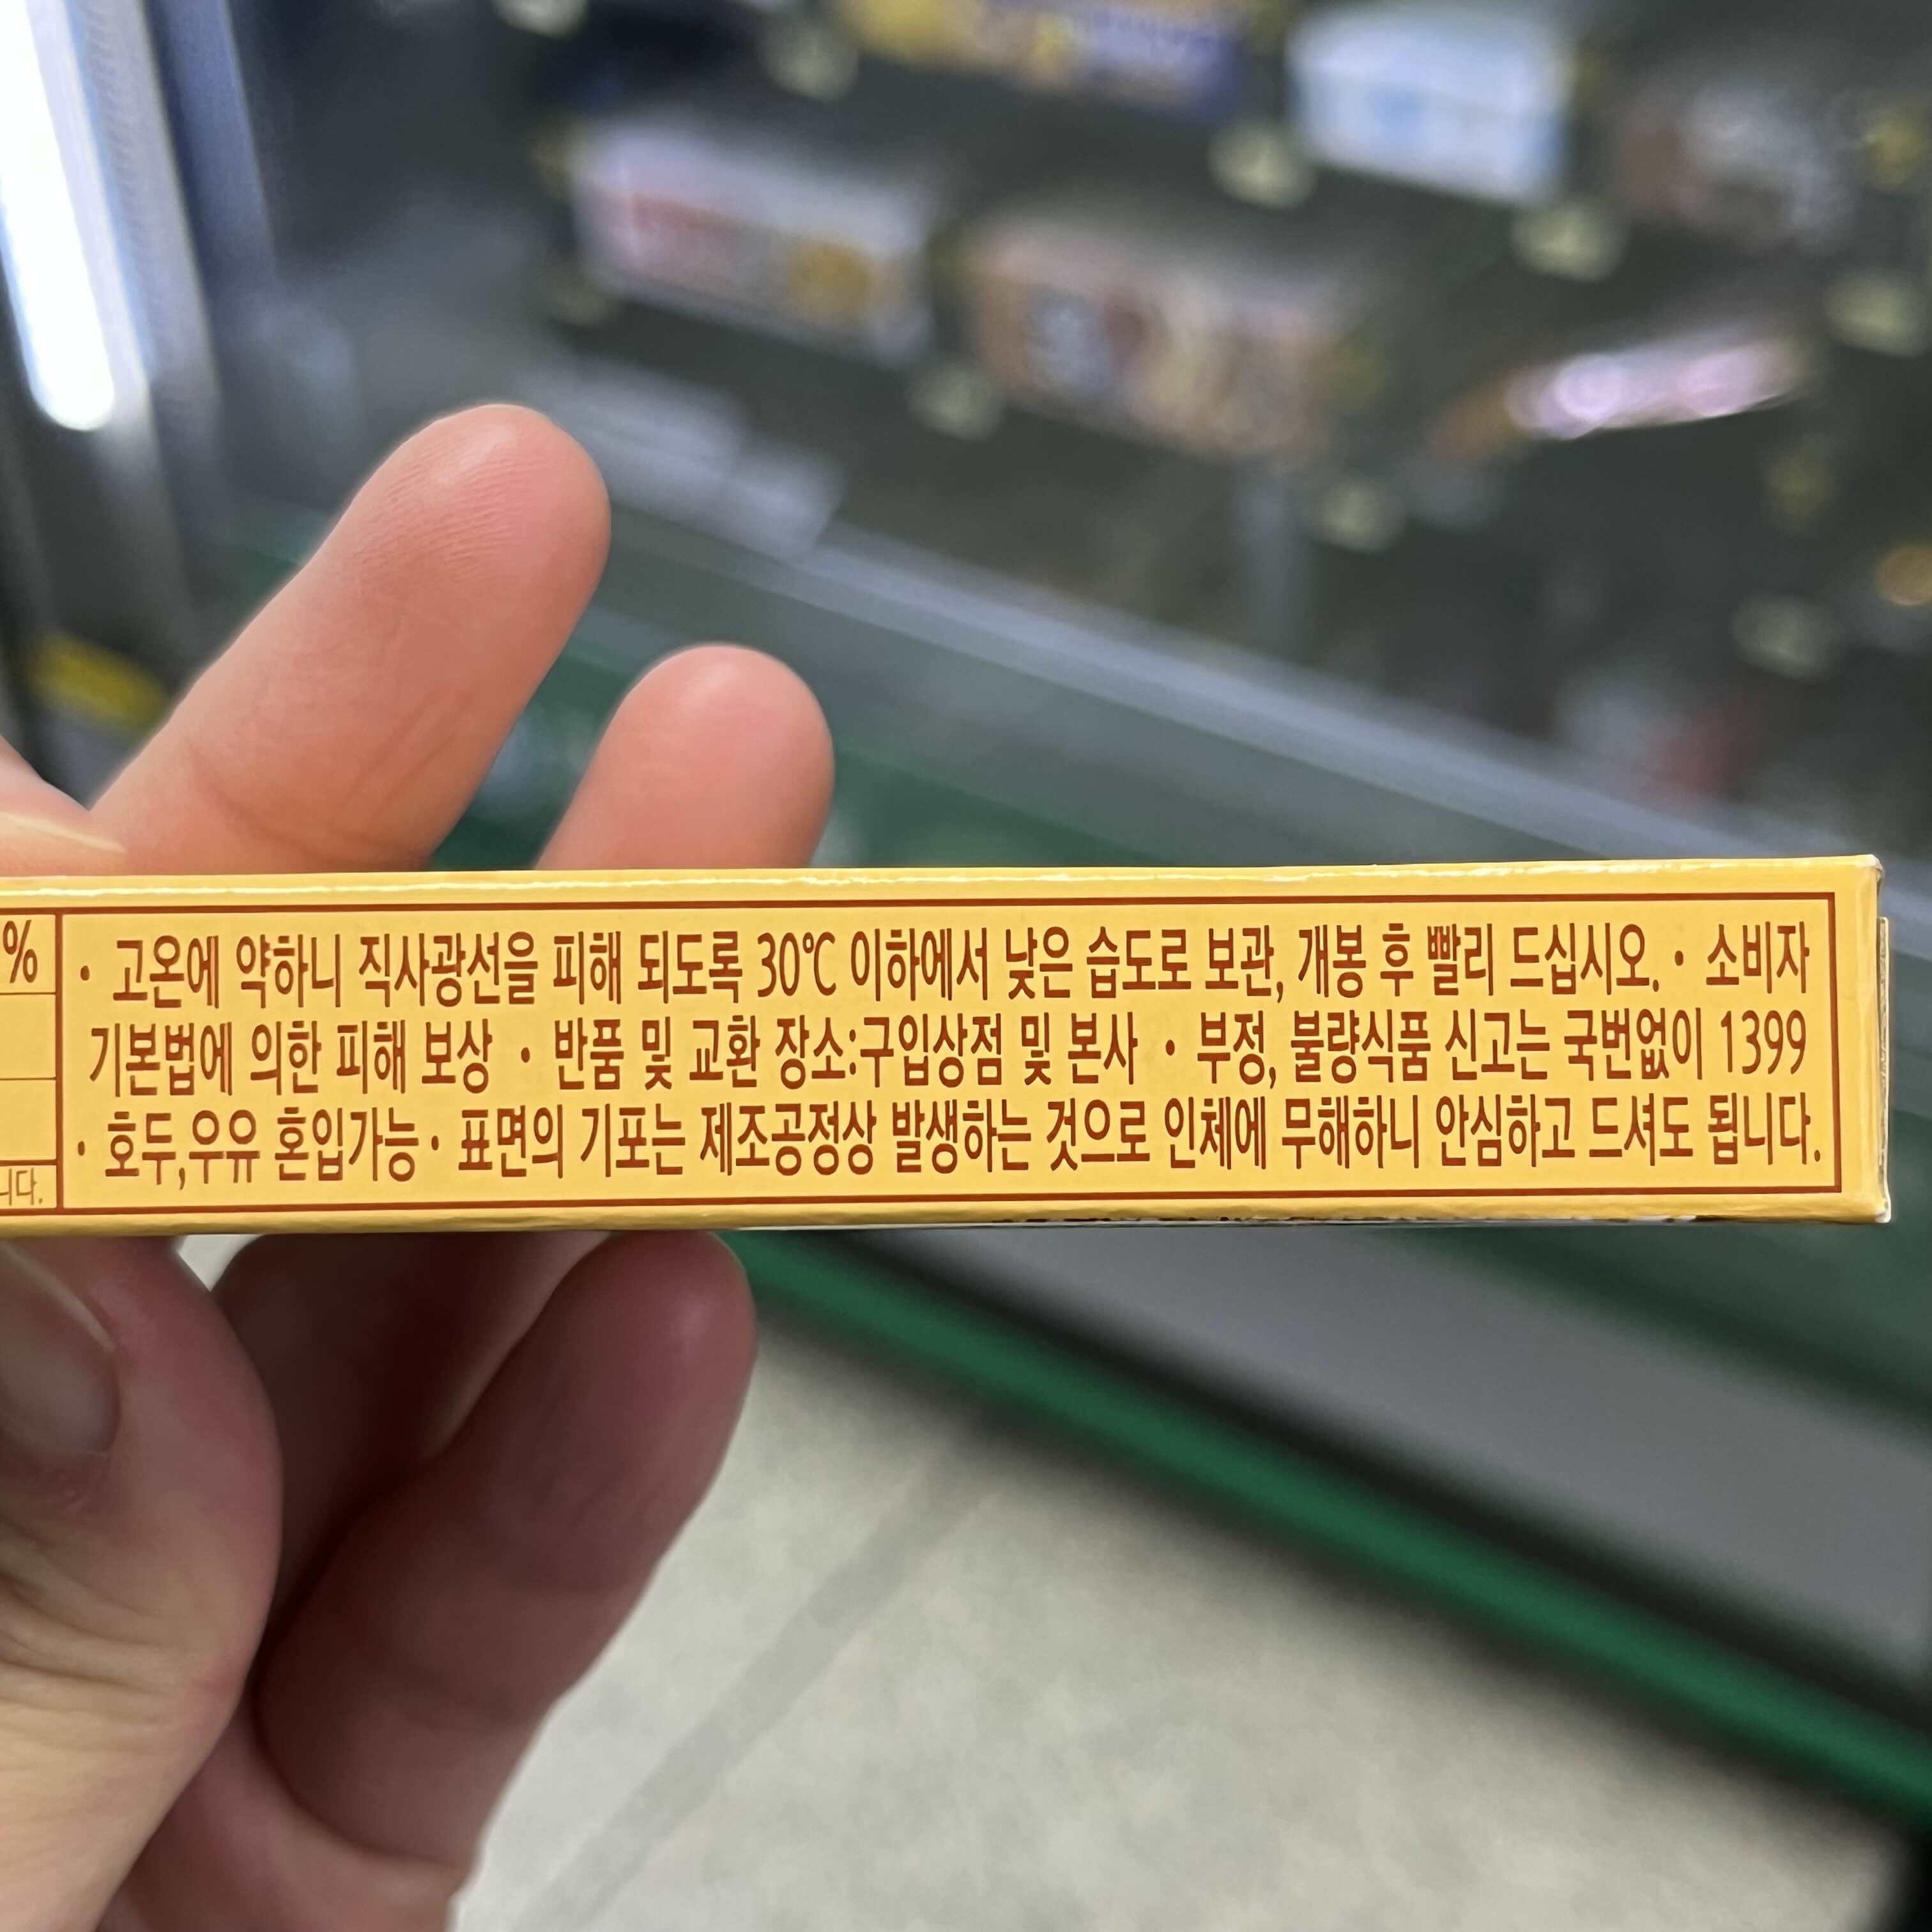 %
니다.
• 고온에 약하니 직사광선을 피해 되도록 30℃ 이하에서 낮은 습도로 보관, 개봉 후 빨리 드십시오. • 소비자
기본법에 의한 피해 보상 • 반품 및 교환 장소:구입상점 및 본사 • 부정, 불량식품 신고는 국번없이 1399
• 호두,우유 혼입가능 • 표면의 기포는 제조공정상 발생하는 것으로 인체에 무해하니 안심하고 드셔도 됩니다.